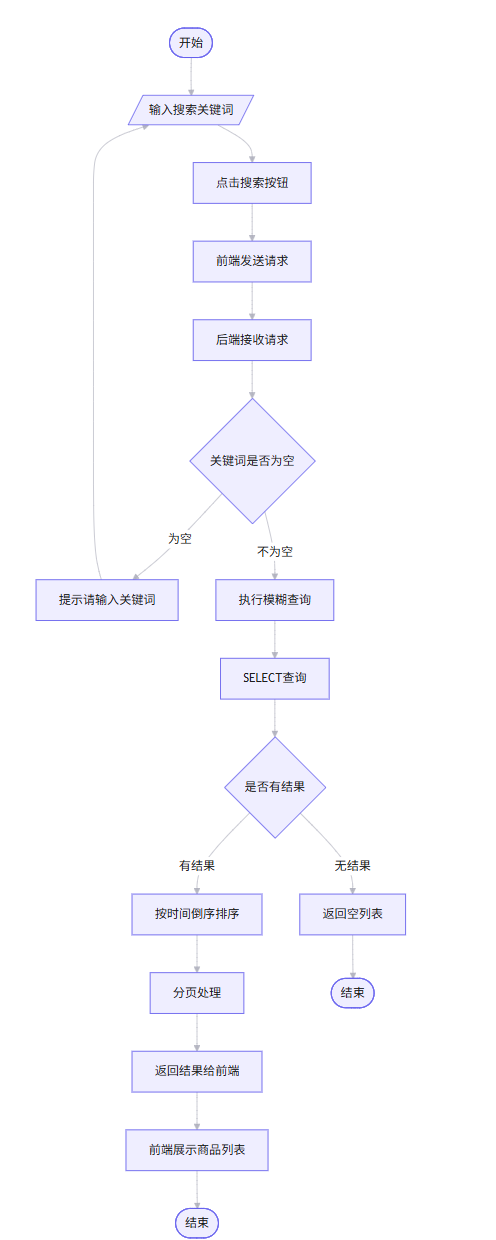 开始
输入搜索关键词
点击搜索按钮
前端发送请求
后端接收请求
关键词是否为空
为空
不为空
提示请输入关键词
执行模糊查询
SELECT查询
是否有结果
有结果
无结果
按时间倒序排序
返回空列表
分页处理
结束
返回结果给前端
前端展示商品列表
结束